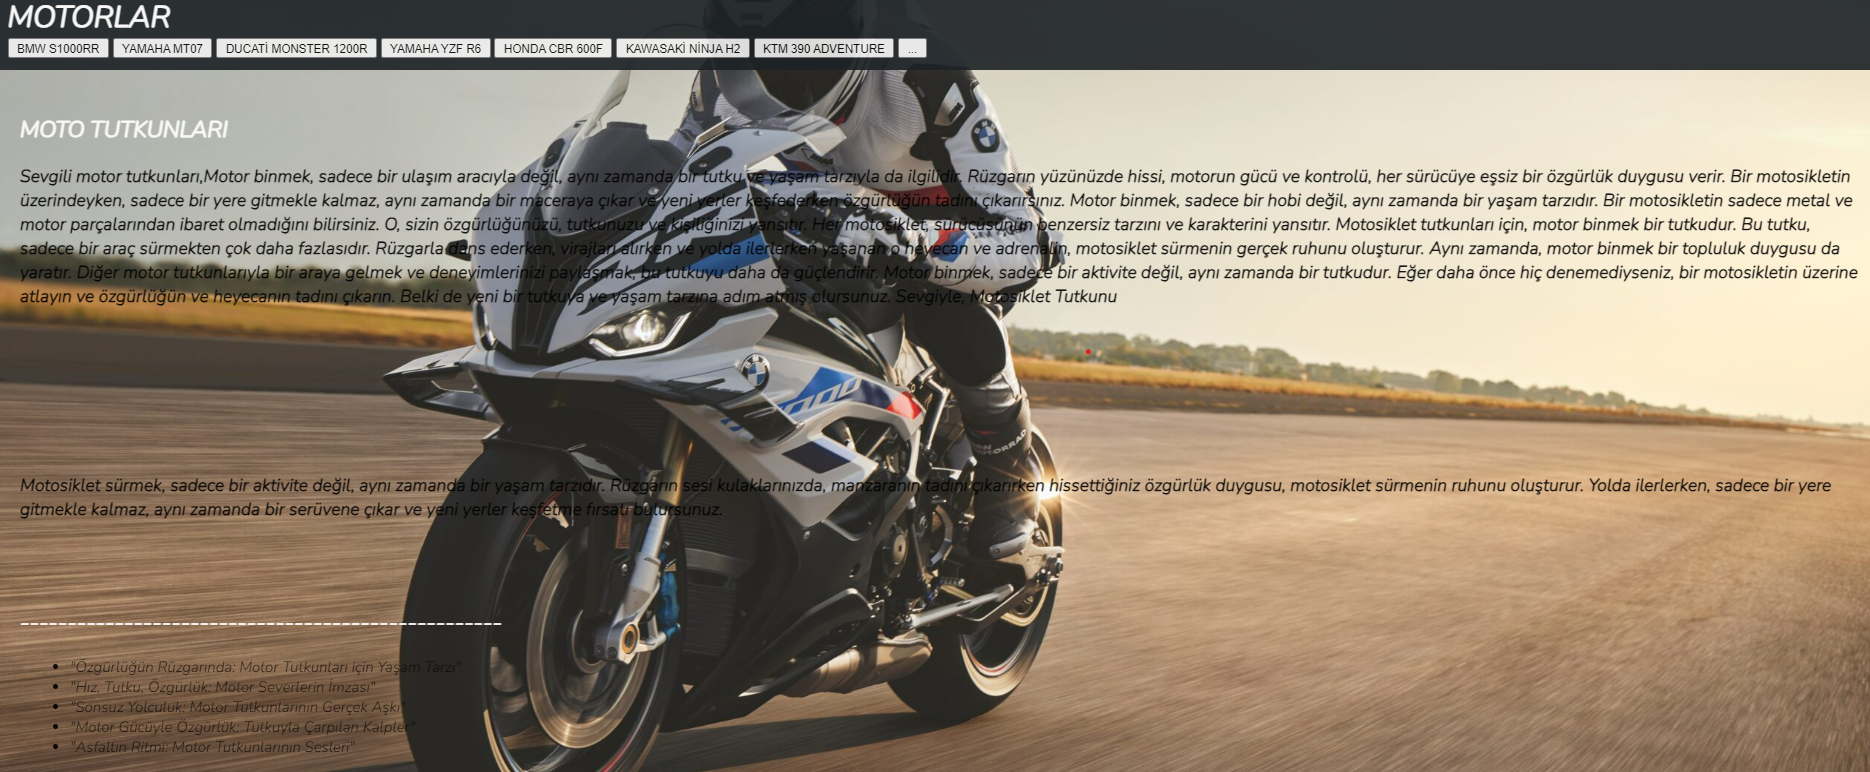 MOTORLAR
BMW S1000RR YAMAHA MT07 DUCATİ MONSTER 1200R YAMAHA YZF R6 HONDA CBR 600F KAWASAKİ NİNJA H2 KTM 390 ADVENTURE ...
MOTO TUTKUNLARI
Sevgili motor tutkunları,Motor binmek, sadece bir ulaşım aracıyla değil, aynı zamanda bir tutku ve yaşam tarzıyla da ilgilidir. Rüzgarın yüzünüzde hissi, motorun gücü ve kontrolü, her sürücüye eşsiz bir özgürlük duygusu verir. Bir motosikletin
üzerindeyken, sadece bir yere gitmekle kalmaz, aynı zamanda bir maceraya çıkar ve yeni yerler keşfederken özgürlüğün tadını çıkarırsınız. Motor binmek, sadece bir hobi değil, aynı zamanda bir yaşam tarzıdır. Bir motosikletin sadece metal ve
motor parçalarından ibaret olmadığını bilirsiniz. O, sizin özgürlüğünüzü, tutkunuzu ve kişiliğinizi yansıtır. Her motosiklet, sürücüsünün benzersiz tarzını ve karakterini yansıtır. Motosiklet tutkunları için, motor binmek bir tutkudur. Bu tutku,
sadece bir araç sürmekten çok daha fazlasıdır. Rüzgarla dans ederken, virajları alırken ve yolda ilerlerken yaşanan o heyecan ve adrenalin, motosiklet sürmenin gerçek ruhunu oluşturur. Aynı zamanda, motor binmek bir topluluk duygusu da
yaratır. Diğer motor tutkunlarıyla bir araya gelmek ve deneyimlerinizi paylaşmak, bu tutkuyu daha da güçlendirir. Motor binmek, sadece bir aktivite değil, aynı zamanda bir tutkudur. Eğer daha önce hiç denemediyseniz, bir motosikletin üzerine
atlayın ve özgürlüğün ve heyecanın tadını çıkarın. Belki de yeni bir tutkuya ve yaşam tarzına adım atmış olursunuz. Sevgiyle, Motosiklet Tutkunu
Motosiklet sürmek, sadece bir aktivite değil, aynı zamanda bir yaşam tarzıdır. Rüzgarın sesi kulaklarınızda, manzaranın tadını çıkarırken hissettiğiniz özgürlük duygusu, motosiklet sürmenin ruhunu oluşturur. Yolda ilerlerken, sadece bir yere
gitmekle kalmaz, aynı zamanda bir serüvene çıkar ve yeni yerler keşfetme fırsatı bulursunuz.
"Özgürlüğün Rüzgarında: Motor Tutkunları için Yaşam Tarzı"
"Hız, Tutku, Özgürlük: Motor Severlerin İmzası"
"Sonsuz Yolculuk: Motor Tutkunlarının Gerçek Aşkı"
"Motor Gücüyle Özgürlük: Tutkuyla Çarpılan Kalpler"
"Asfaltın Ritmi: Motor Tutkunlarının Sesleri"